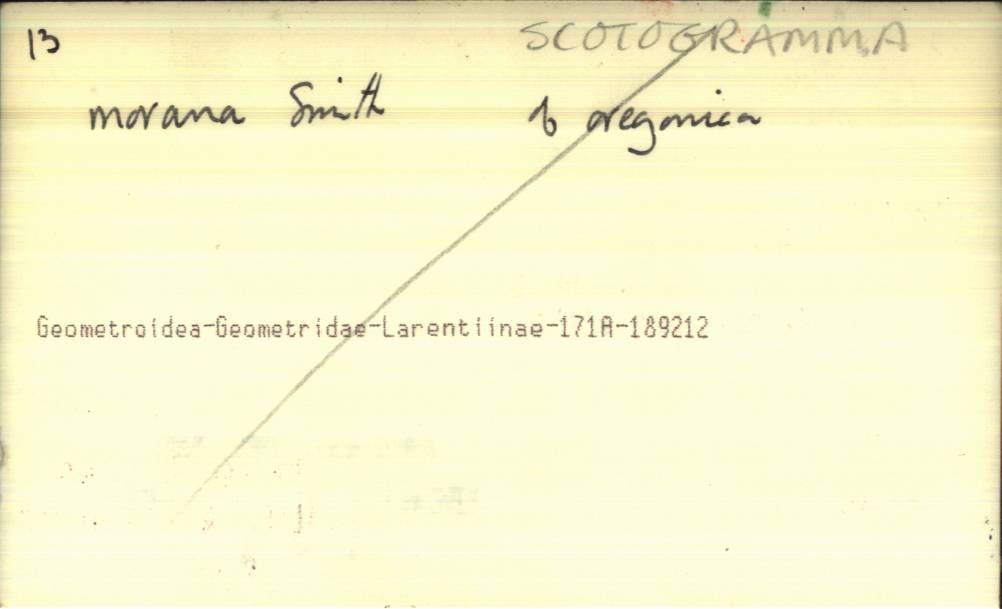 13
SCOTOGRAMMA
morana Smith
oregonica
Geometroidea-Geometridae-Larentiinae-171A-189212